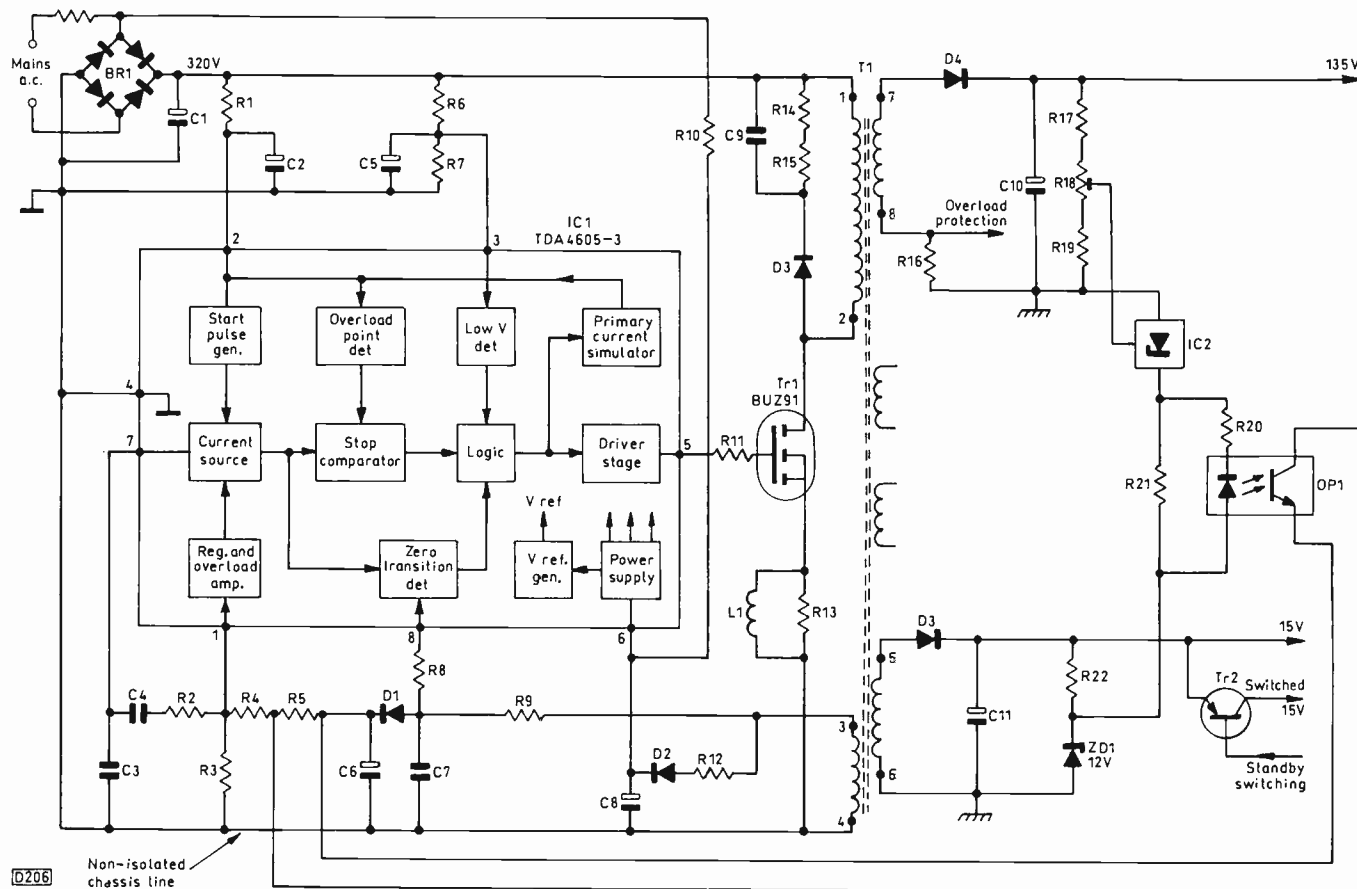 Mains
a.c.
BR1
320V
C1
R1
C2
C5
R6
R7
R10
C9
R14
R15
D3
T1
1
2
7
8
D4
135V
C10
R17
R18
R19
Overload
protection
R16
IC2
IC1
TDA4605-3
2
3
Start
pulse
gen.
Overload
point
det
Low V
det
Primary
current
simulator
4
7
Current
source
Stop
comparator
Logic
Driver
stage
5
R11
Tr1
BUZ91
R20
R21
OP1
Reg. and
overload
amp.
Zero
transition
det
V ref
V ref.
gen.
Power
supply
L1
R13
1
8
6
R8
C4
R2
R4
R5
D1
R9
C3
R3
C6
C7
D2
R12
C8
3
4
5
6
D3
15V
C11
R22
ZD1
12V
Tr2
Switched
15V
Standby
switching
D206
Non-isolated
chassis line